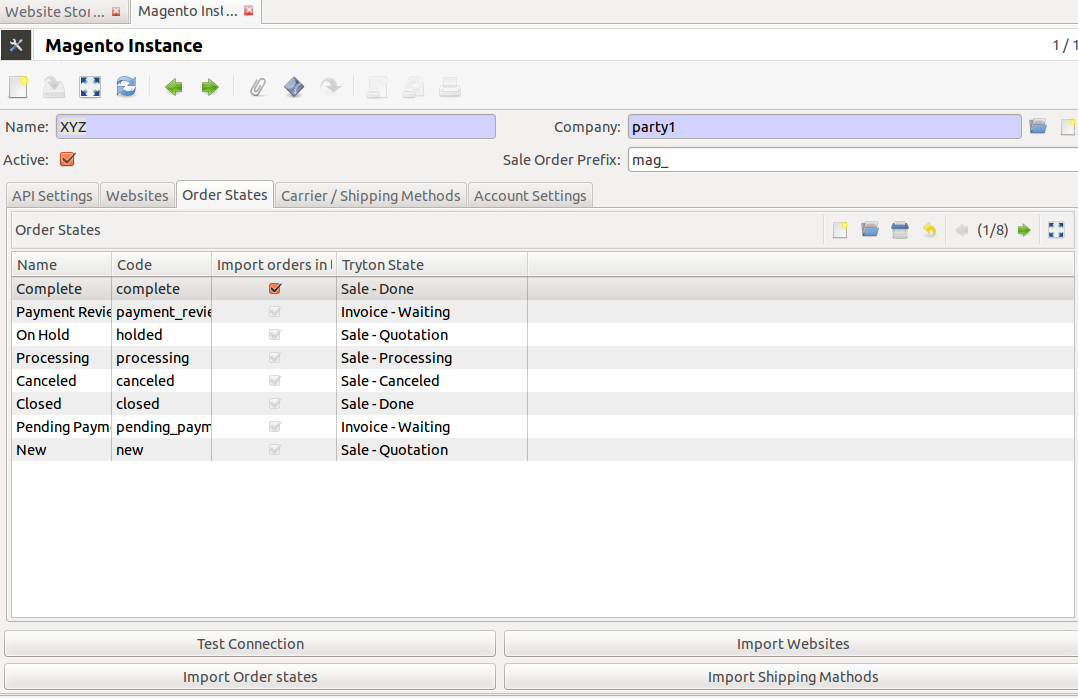 Website Stor... Magento Inst...
Magento Instance 1 / 1
Name: XYZ Company: party1
Active: Sale Order Prefix: mag_
API Settings Websites Order States Carrier / Shipping Methods Account Settings
Order States (1/8)
Name Code Import orders in Tryton State
Complete complete Sale - Done
Payment Revie payment_revie Invoice - Waiting
On Hold holded Sale - Quotation
Processing processing Sale - Processing
Canceled canceled Sale - Canceled
Closed closed Sale - Done
Pending Paym pending_paym Invoice - Waiting
New new Sale - Quotation
Test Connection Import Websites
Import Order states Import Shipping Mathods